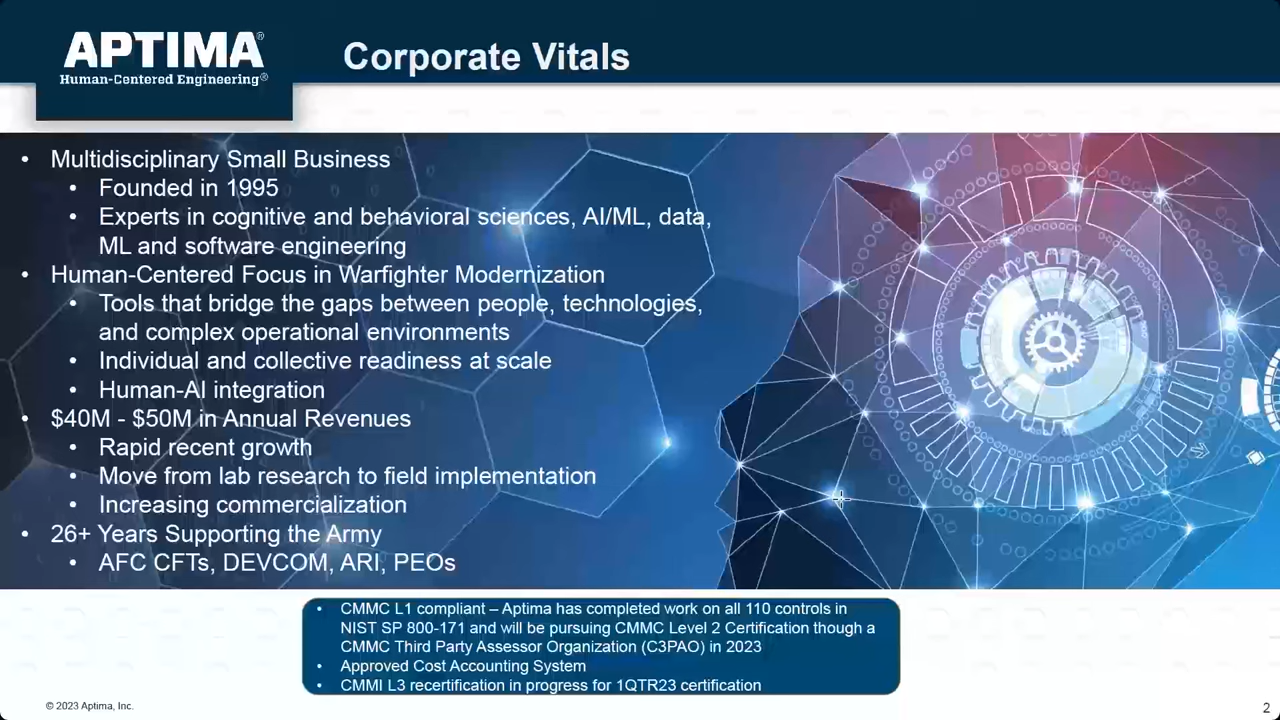 APTIMA®
Human-Centered Engineering®
Corporate Vitals
• Multidisciplinary Small Business
• Founded in 1995
• Experts in cognitive and behavioral sciences, AI/ML, data,
ML and software engineering
• Human-Centered Focus in Warfighter Modernization
• Tools that bridge the gaps between people, technologies,
and complex operational environments
• Individual and collective readiness at scale
• Human-AI integration
• $40M - $50M in Annual Revenues
• Rapid recent growth
• Move from lab research to field implementation
• Increasing commercialization
• 26+ Years Supporting the Army
• AFC CFTs, DEVCOM, ARI, PEOs
• CMMC L1 compliant – Aptima has completed work on all 110 controls in
NIST SP 800-171 and will be pursuing CMMC Level 2 Certification though a
CMMC Third Party Assessor Organization (C3PAO) in 2023
• Approved Cost Accounting System
• CMMI L3 recertification in progress for 1QTR23 certification
© 2023 Aptima, Inc.
2